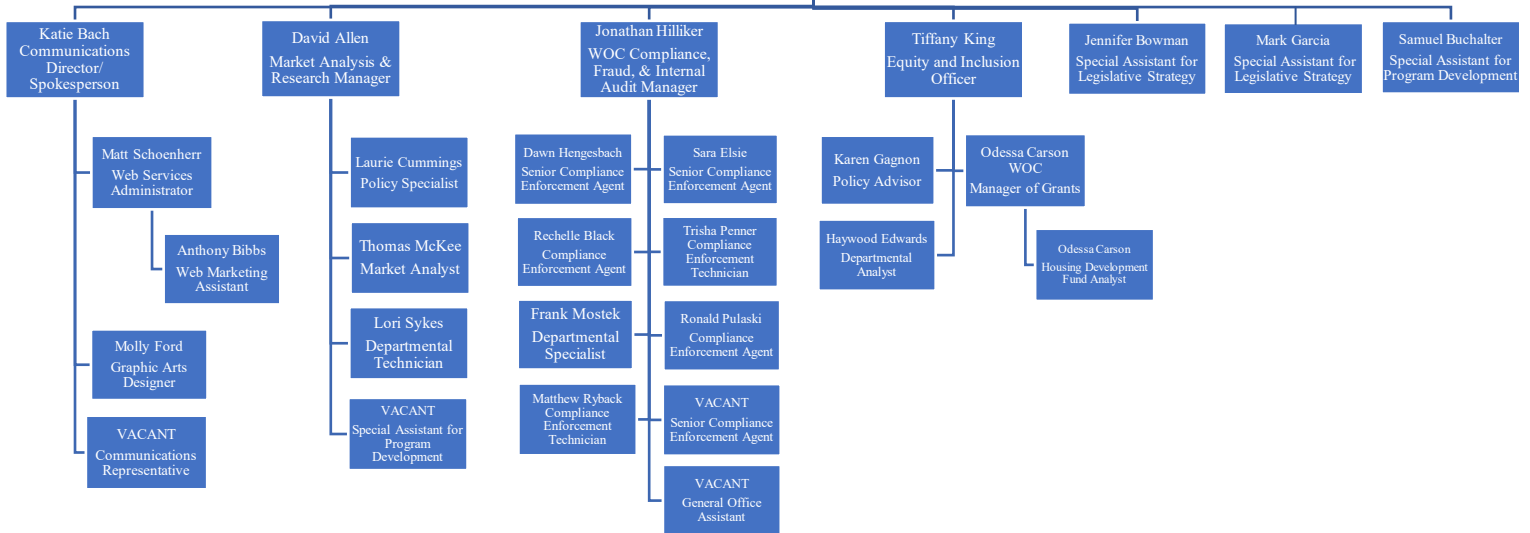 Katie Bach
Communications
Director/
Spokesperson
David Allen
Market Analysis &
Research Manager
Jonathan Hilliker
WOC Compliance,
Fraud, & Internal
Audit Manager
Tiffany King
Equity and Inclusion
Officer
Jennifer Bowman
Special Assistant for
Legislative Strategy
Mark Garcia
Special Assistant for
Legislative Strategy
Samuel Buchalter
Special Assistant for
Program Development
Matt Schoenherr
Web Services
Administrator
Anthony Bibbs
Web Marketing
Assistant
Molly Ford
Graphic Arts
Designer
VACANT
Communications
Representative
Laurie Cummings
Policy Specialist
Thomas McKee
Market Analyst
Lori Sykes
Departmental
Technician
VACANT
Special Assistant for
Program
Development
Dawn Hengesbach
Senior Compliance
Enforcement Agent
Sara Elsie
Senior Compliance
Enforcement Agent
Rechelle Black
Compliance
Enforcement Agent
Trisha Penner
Compliance
Enforcement
Technician
Frank Mostek
Departmental
Specialist
Ronald Pulaski
Compliance
Enforcement Agent
Matthew Ryback
Compliance
Enforcement
Technician
VACANT
Senior Compliance
Enforcement Agent
VACANT
General Office
Assistant
Karen Gagnon
Policy Advisor
Odessa Carson
WOC
Manager of Grants
Haywood Edwards
Departmental
Analyst
Odessa Carson
Housing Development
Fund Analyst